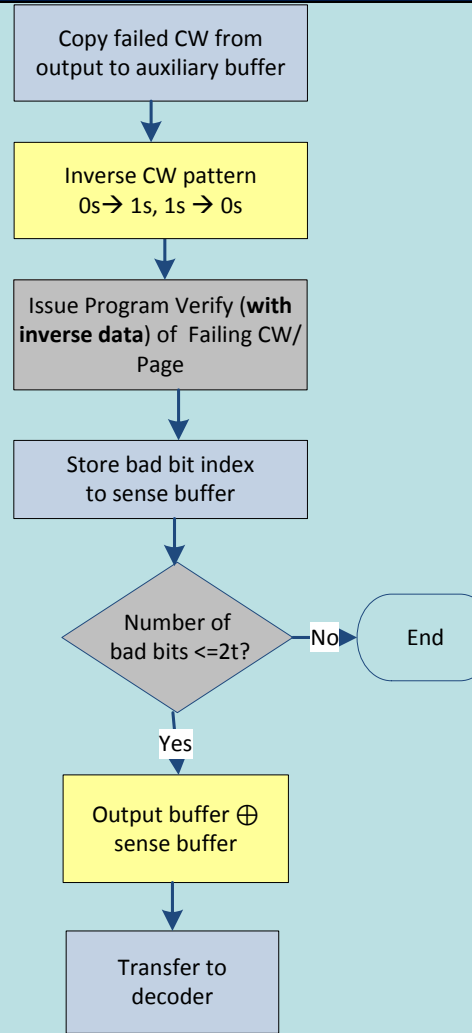 Copy failed CW from
output to auxiliary buffer
Inverse CW pattern
0s→ 1s, 1s → 0s
Issue Program Verify (with
inverse data) of Failing CW/
Page
Store bad bit index
to sense buffer
Number of
bad bits <=2t?
No
End
Yes
Output buffer ⊕
sense buffer
Transfer to
decoder